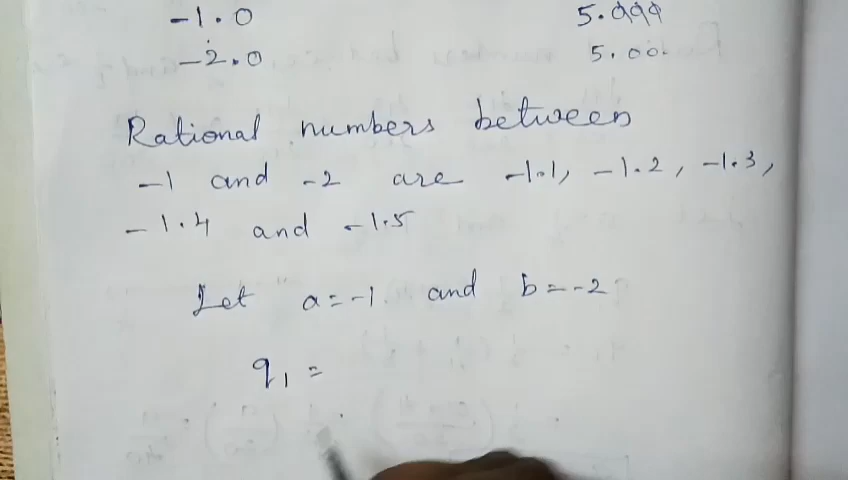 -1.0 5.999
-2.0 5.00
Rational numbers between
-1 and -2 are -1.1, -1.2, -1.3,
-1.4 and -1.5
Let a=-1 and b=-2
q1 =